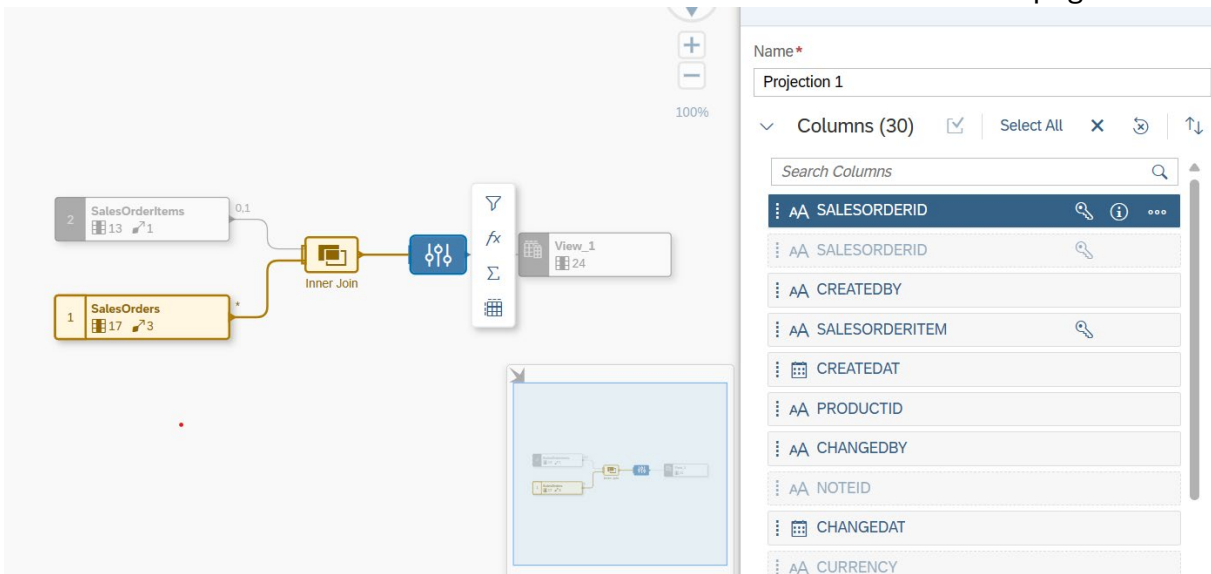 pag
100%
2
SalesOrderItems
13 1
0,1
Inner Join
fx
Σ
View_1
24
1
SalesOrders
17 3
*
Name*
Projection 1
Columns (30)
Select All
Search Columns
AA SALESORDERID
AA SALESORDERID
AA CREATEDBY
AA SALESORDERITEM
CREATEDAT
AA PRODUCTID
AA CHANGEDBY
AA NOTEID
CHANGEDAT
AA CURRENCY